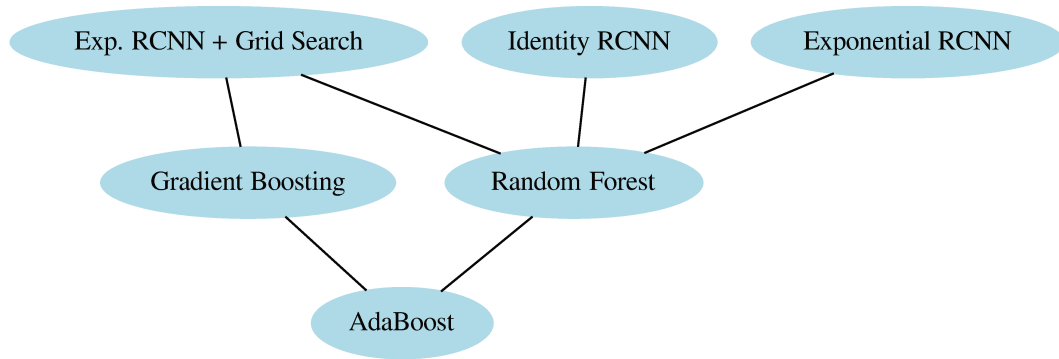 Exp. RCNN + Grid Search
Identity RCNN
Exponential RCNN
Gradient Boosting
Random Forest
AdaBoost